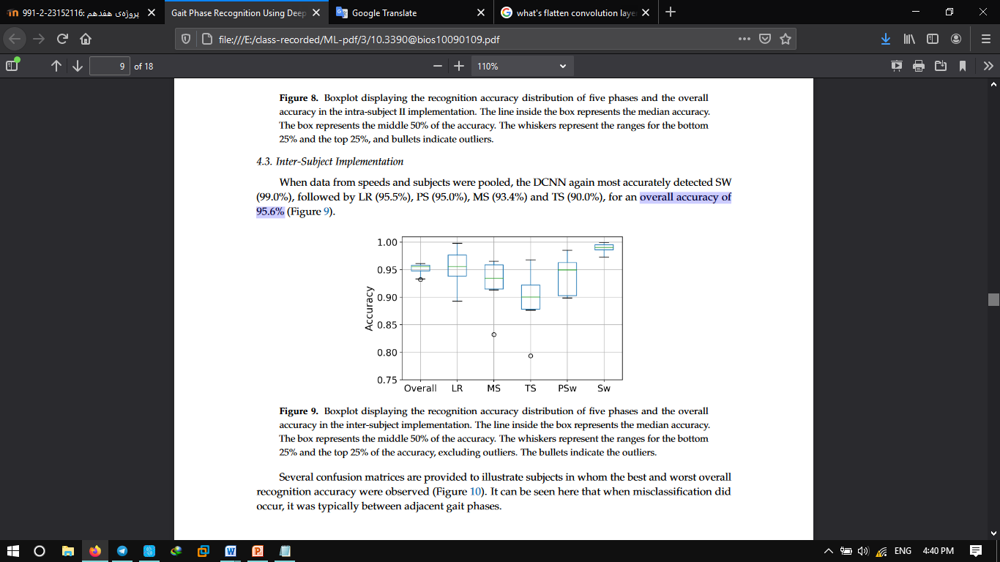 پروژه‌ی هفدهم :991-2-23152116
Gait Phase Recognition Using Deep
Google Translate
what's flatten convolution laye
file:///E:/class-recorded/ML-pdf/3/10.3390@bios10090109.pdf
9 of 18
110%
Figure 8. Boxplot displaying the recognition accuracy distribution of five phases and the overall
accuracy in the intra-subject II implementation. The line inside the box represents the median accuracy.
The box represents the middle 50% of the accuracy. The whiskers represent the ranges for the bottom
25% and the top 25%, and bullets indicate outliers.
4.3. Inter-Subject Implementation
When data from speeds and subjects were pooled, the DCNN again most accurately detected SW
(99.0%), followed by LR (95.5%), PS (95.0%), MS (93.4%) and TS (90.0%), for an overall accuracy of
95.6% (Figure 9).
1.00
0.95
0.90
0.85
0.80
0.75
Accuracy
Overall LR MS TS PSw Sw
Figure 9. Boxplot displaying the recognition accuracy distribution of five phases and the overall
accuracy in the inter-subject implementation. The line inside the box represents the median accuracy.
The box represents the middle 50% of the accuracy. The whiskers represent the ranges for the bottom
25% and the top 25% of the accuracy, excluding outliers. The bullets indicate the outliers.
Several confusion matrices are provided to illustrate subjects in whom the best and worst overall
recognition accuracy were observed (Figure 10). It can be seen here that when misclassification did
occur, it was typically between adjacent gait phases.
ENG 4:40 PM